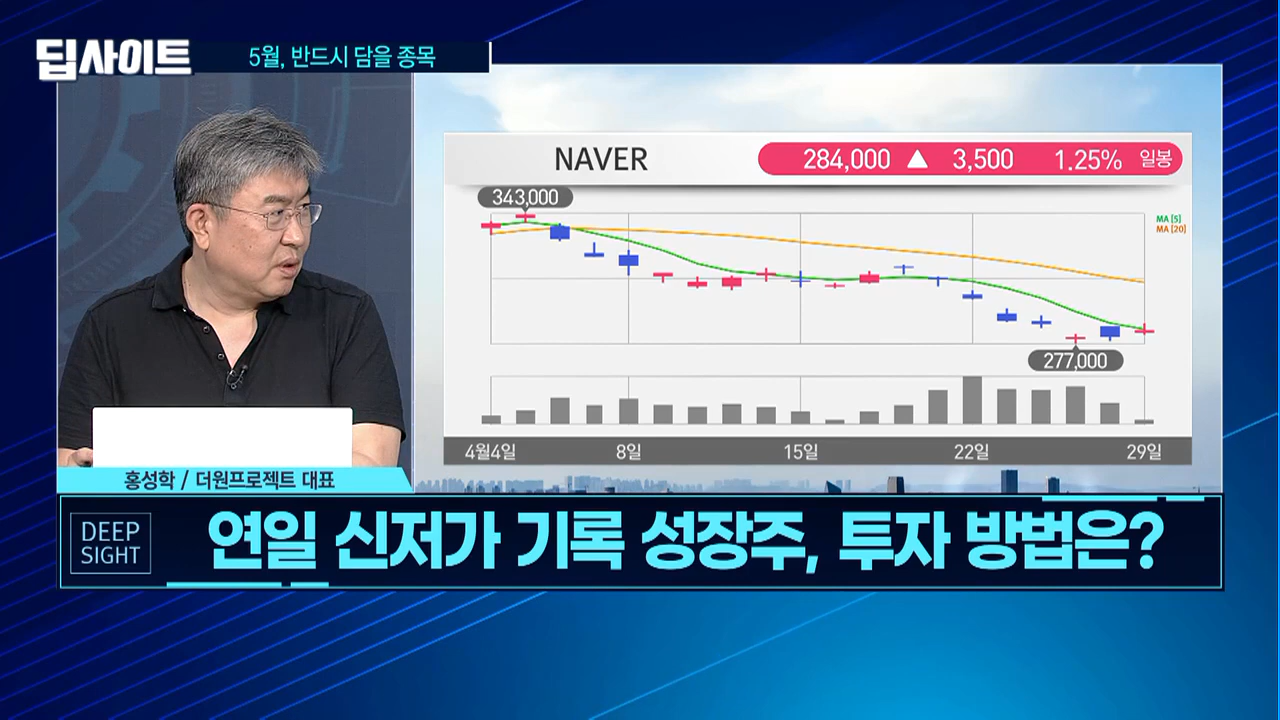 딥사이트
5월, 반드시 담을 종목
NAVER
284,000 ▲ 3,500 1.25% 일봉
343,000
MA [5]
MA [20]
277,000
4월4일 8일 15일 22일 29일
홍성학 / 더원프로젝트 대표
DEEP
SIGHT
연일 신저가 기록 성장주, 투자 방법은?